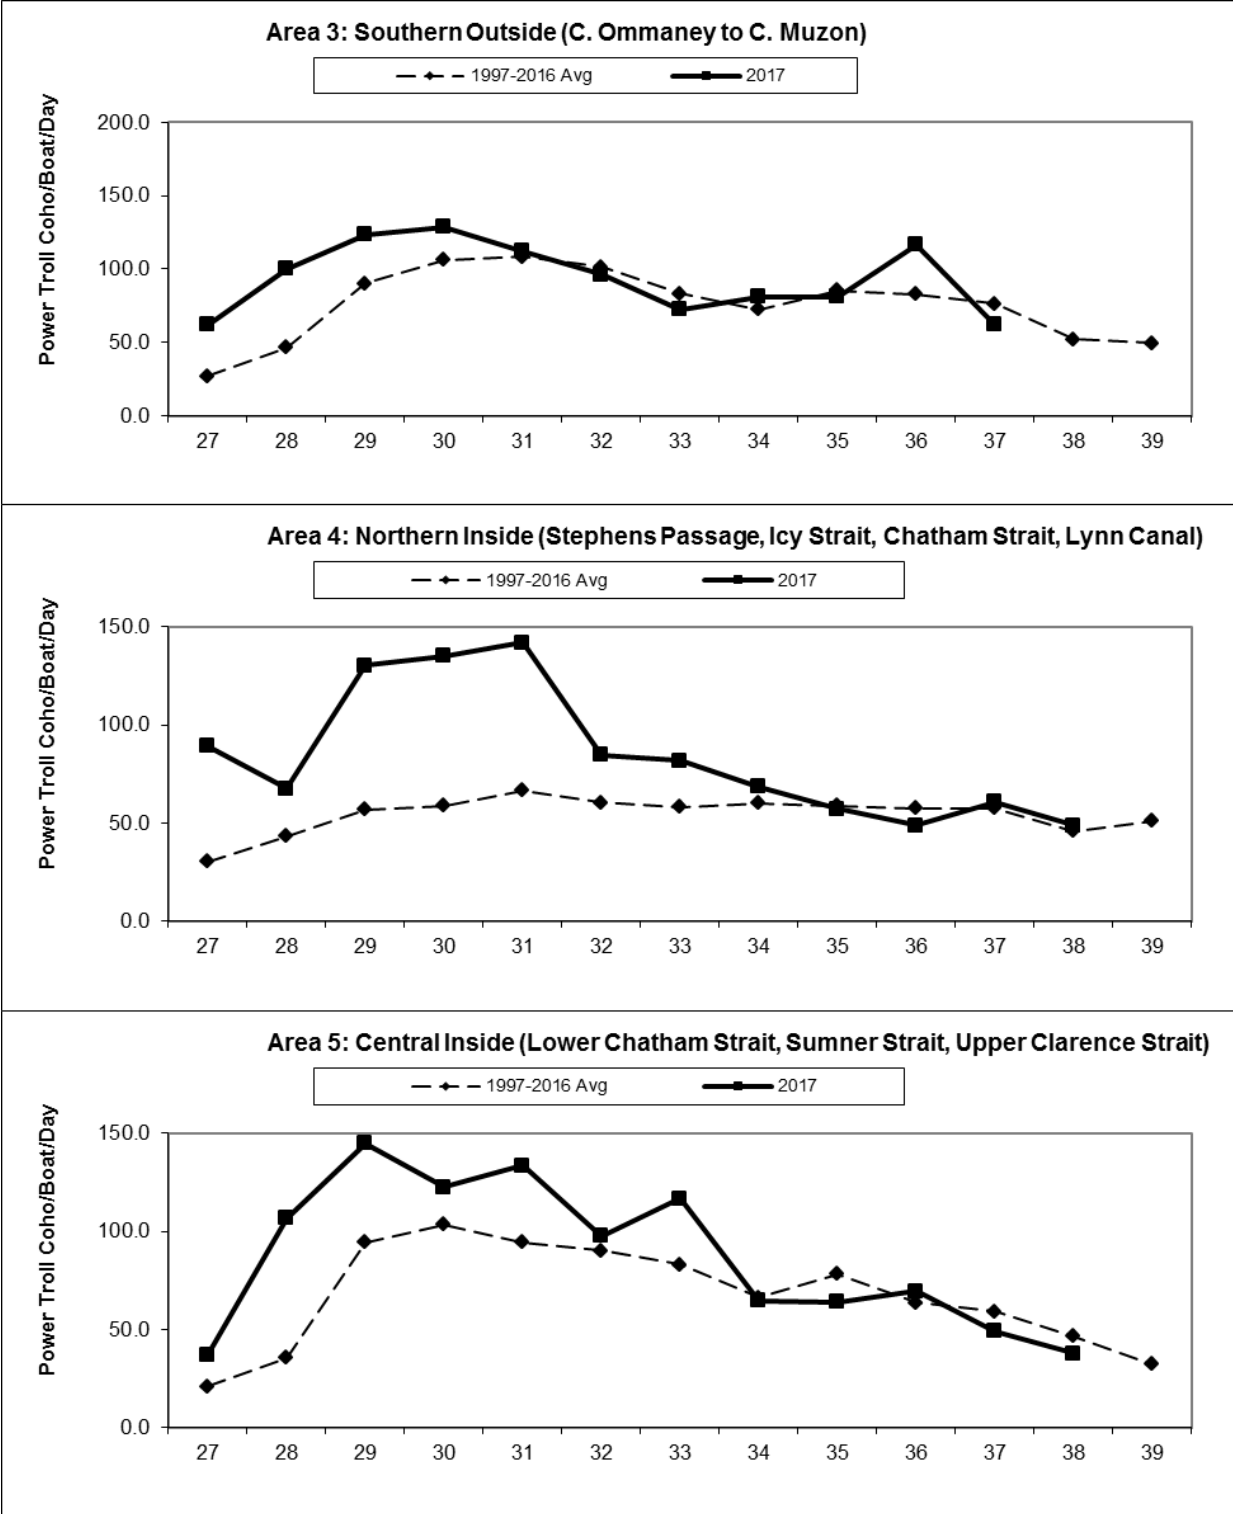 Area 3: Southern Outside (C. Ommaney to C. Muzon)
1997-2016 Avg 2017
Power Troll Coho/Boat/Day
200.0
150.0
100.0
50.0
0.0
27 28 29 30 31 32 33 34 35 36 37 38 39
Area 4: Northern Inside (Stephens Passage, Icy Strait, Chatham Strait, Lynn Canal)
1997-2016 Avg 2017
Power Troll Coho/Boat/Day
150.0
100.0
50.0
0.0
27 28 29 30 31 32 33 34 35 36 37 38 39
Area 5: Central Inside (Lower Chatham Strait, Sumner Strait, Upper Clarence Strait)
1997-2016 Avg 2017
Power Troll Coho/Boat/Day
150.0
100.0
50.0
0.0
27 28 29 30 31 32 33 34 35 36 37 38 39